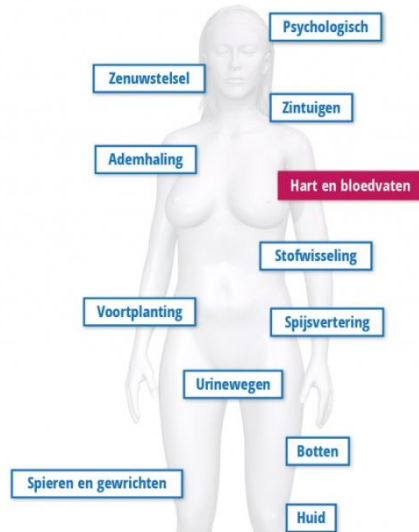 Psychologisch
Zenuwstelsel
Zintuigen
Ademhaling
Hart en bloedvaten
Stofwisseling
Voortplanting
Spijsvertering
Urinewegen
Botten
Spieren en gewrichten
Huid